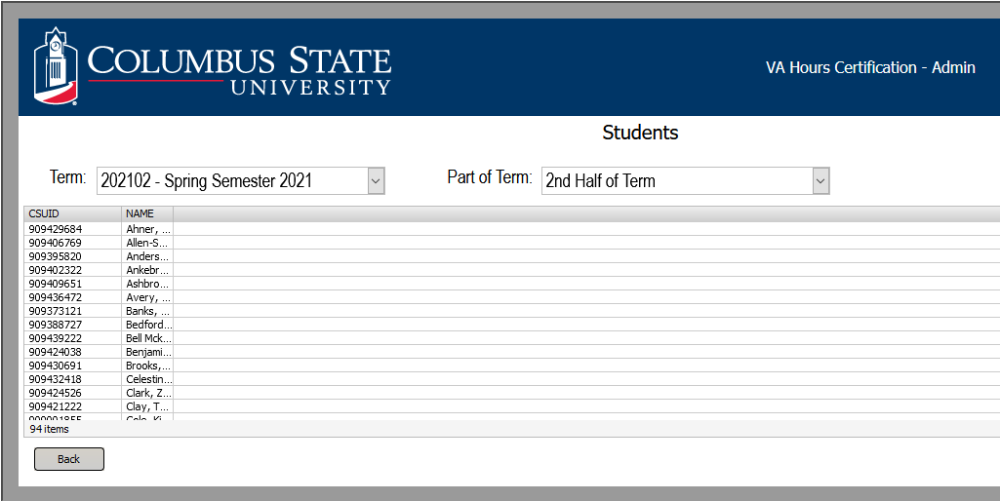 COLUMBUS STATE
UNIVERSITY
VA Hours Certification - Admin
Students
Term: 202102 - Spring Semester 2021 Part of Term: 2nd Half of Term
CSUID NAME
909429684 Ahner, ...
909406769 Allen-S...
909395820 Anders...
909402322 Ankebr...
909409651 Ashbro...
909436472 Avery, ...
909373121 Banks, ...
909388727 Bedford...
909439222 Bell Mck...
909424038 Benjami...
909430691 Brooks,...
909432418 Celestin...
909424526 Clark, Z...
909421222 Clay, T...
94 items
Back